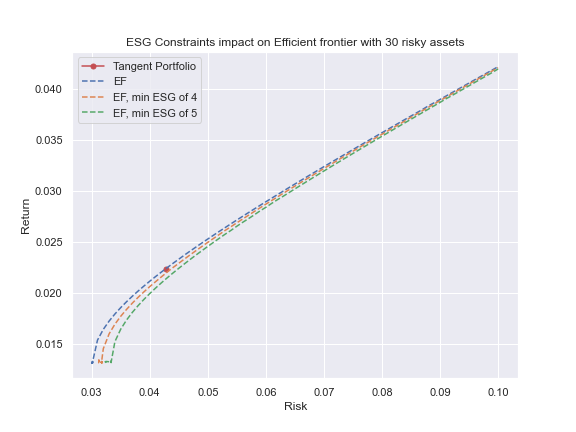 ESG Constraints impact on Efficient frontier with 30 risky assets
Tangent Portfolio
EF
EF, min ESG of 4
EF, min ESG of 5
0.040
0.035
0.030
0.025
0.020
0.015
Return
0.03 0.04 0.05 0.06 0.07 0.08 0.09 0.10
Risk